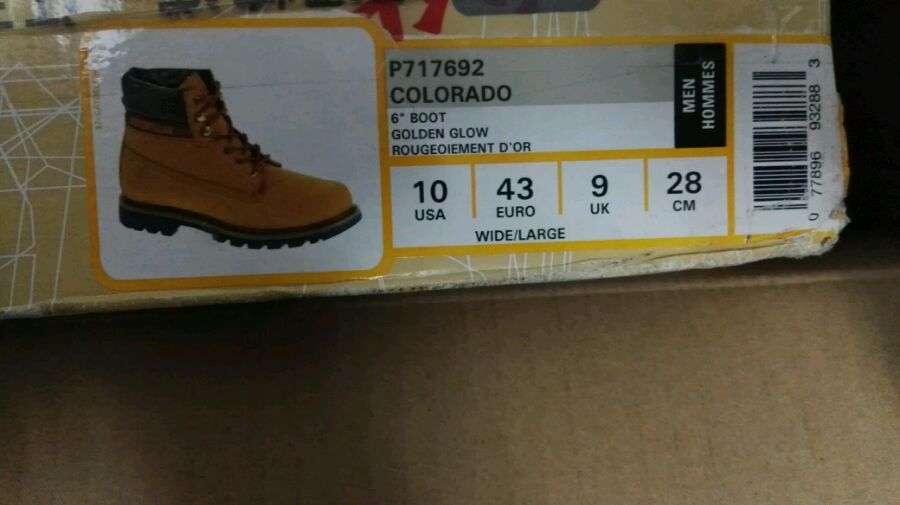 P717692
COLORADO
6" BOOT
GOLDEN GLOW
ROUGEOIEMENT D'OR
MEN
HOMMES
10
USA
43
EURO
9
UK
28
CM
WIDE/LARGE
0 77896 93288 3